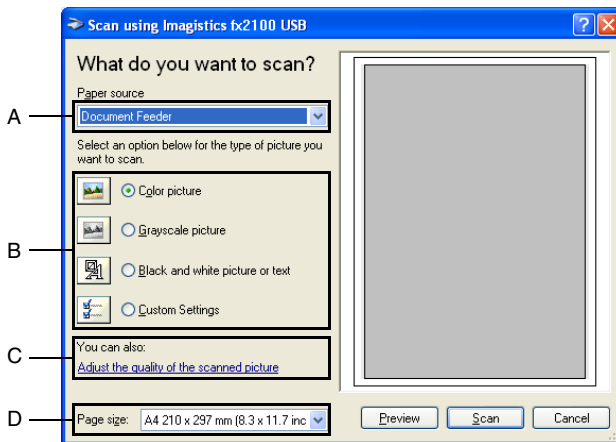 Scan using Imagistics fx2100 USB
What do you want to scan?
Paper source
A
Document Feeder
Select an option below for the type of picture you
want to scan.
Color picture
Grayscale picture
B
Black and white picture or text
Custom Settings
C
You can also:
Adjust the quality of the scanned picture
D
Page size: A4 210 x 297 mm (8.3 x 11.7 inc
Preview Scan Cancel